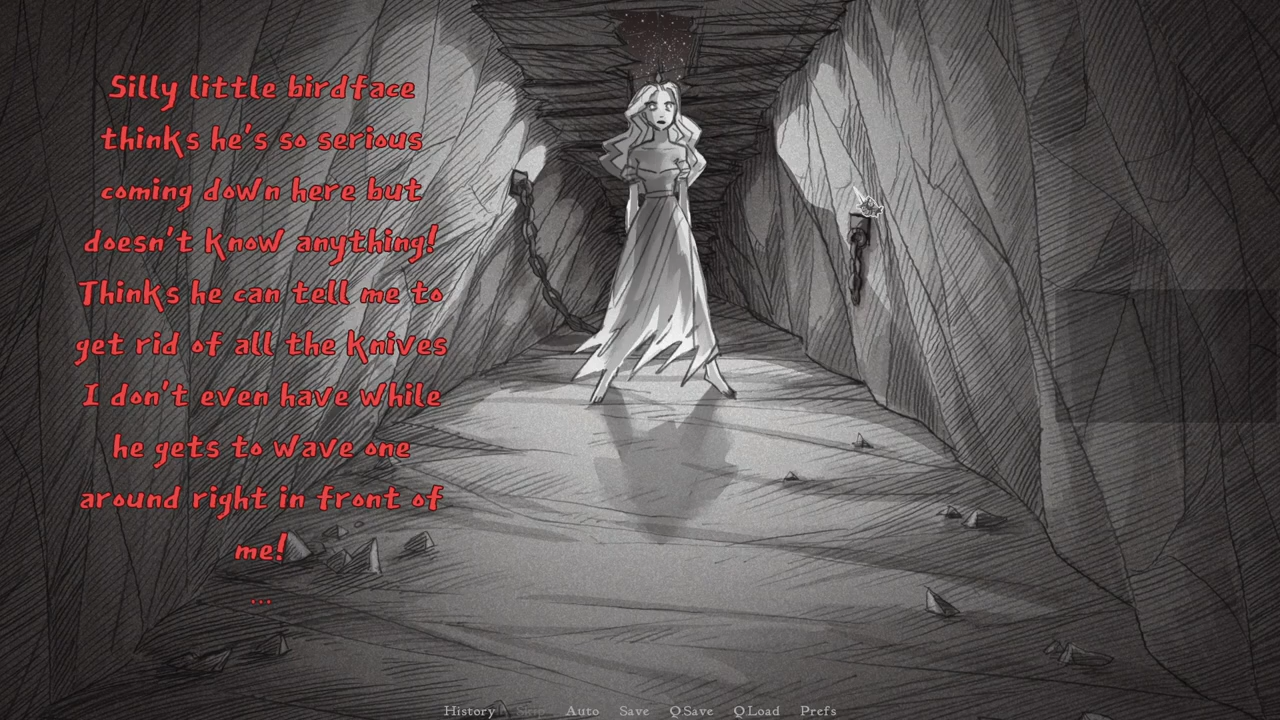 Silly little birdface
thinks he's so serious
coming down here but
doesn't know anything!
Thinks he can tell me to
get rid of all the knives
I don't even have while
he gets to wave one
around right in front of
me!
...
History Skip Auto Save Q.Save Q.Load Prefs